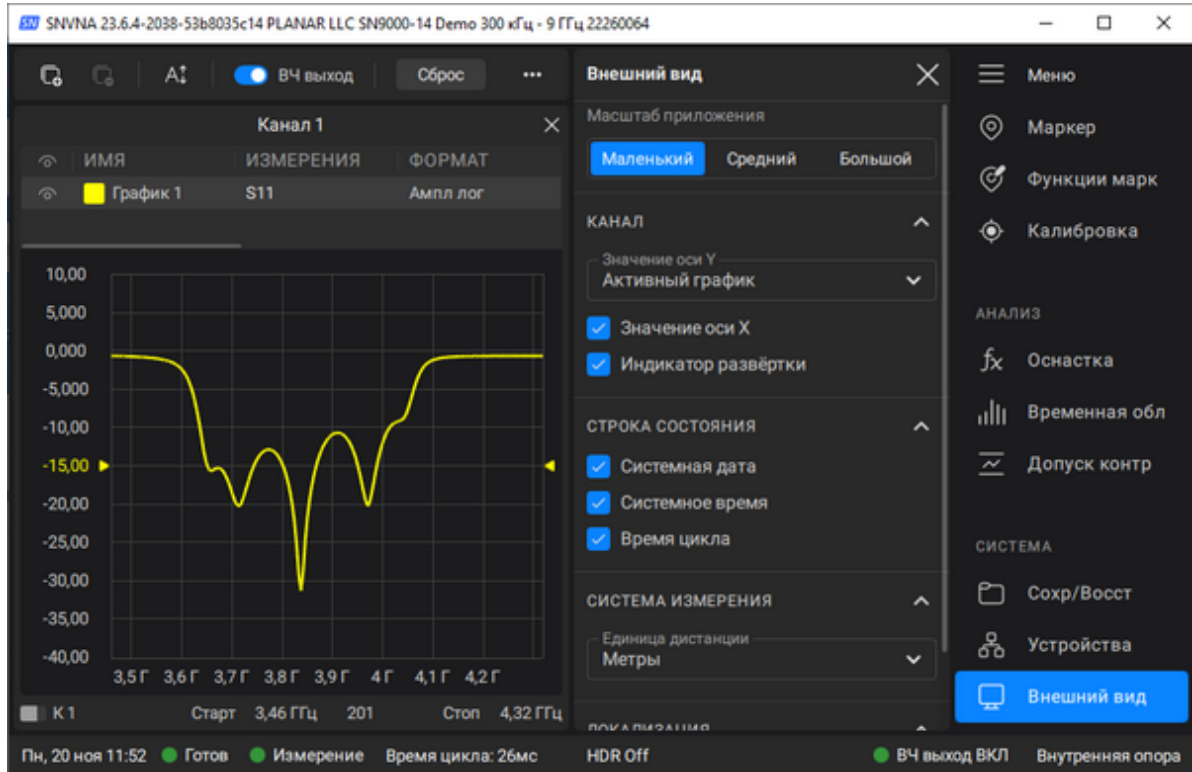 SNVNA 23.6.4-2038-53b8035c14 PLANAR LLC SN9000-14 Demo 300 кГц - 9 ГГц 22260064
ВЧ выход
Сброс
Канал 1
ИМЯ ИЗМЕРЕНИЯ ФОРМАТ
График 1 S11 Ампл лог
10,00
5,000
0,000
-5,000
-10,00
-15,00
-20,00
-25,00
-30,00
-35,00
-40,00
3,5 Г 3,6 Г 3,7 Г 3,8 Г 3,9 Г 4 Г 4,1 Г 4,2 Г
К 1 Старт 3,46 ГГц 201 Стоп 4,32 ГГц
Внешний вид
Масштаб приложения
Маленький Средний Большой
КАНАЛ
Значение оси Y
Активный график
Значение оси X
Индикатор развёртки
СТРОКА СОСТОЯНИЯ
Системная дата
Системное время
Время цикла
СИСТЕМА ИЗМЕРЕНИЯ
Единица дистанции
Метры
ЛОКАЛИЗАЦИЯ
Меню
Маркер
Функции марк
Калибровка
АНАЛИЗ
Оснастка
Временная обл
Допуск контр
СИСТЕМА
Сохр/Восст
Устройства
Внешний вид
Пн, 20 ноя 11:52 Готов Измерение Время цикла: 26мс HDR Off ВЧ выход ВКЛ Внутренняя опора